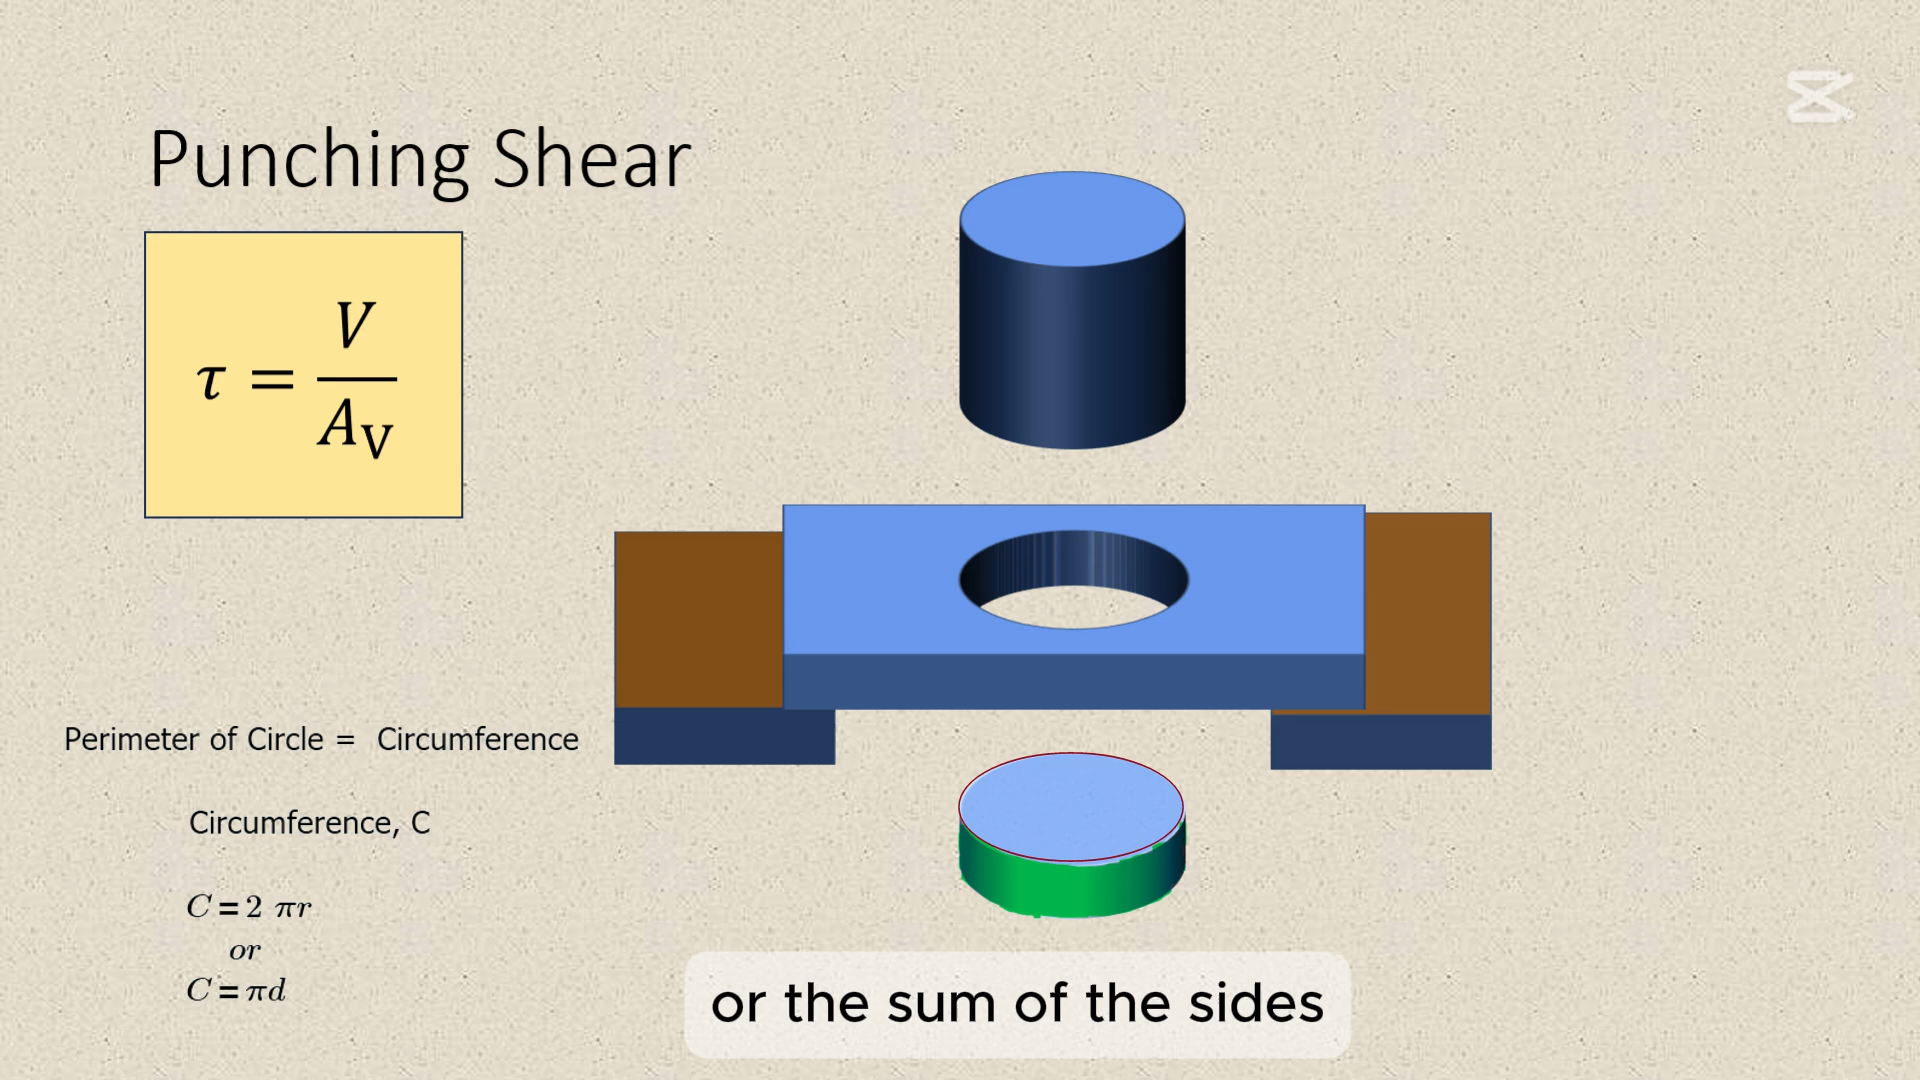 Punching Shear
τ = V / A_V
Perimeter of Circle = Circumference
Circumference, C
C = 2 πr
or
C = πd
or the sum of the sides